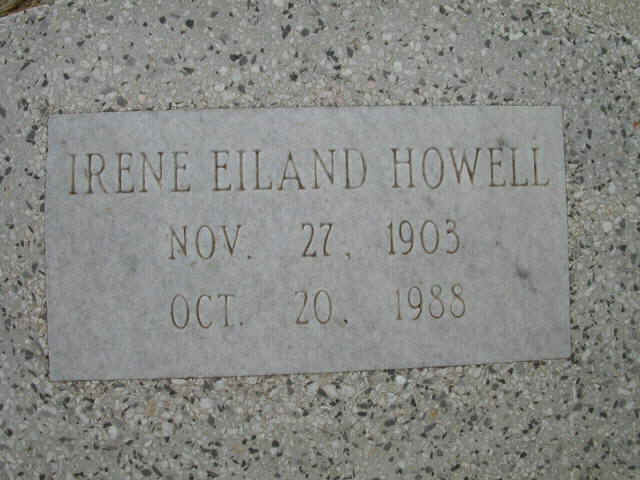 IRENE EILAND HOWELL
NOV. 27, 1903
OCT. 20, 1988